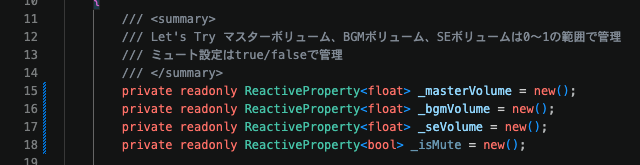 10 {
11 /// <summary>
12 /// Let's Try マスターボリューム、BGMボリューム、SEボリュームは0〜1の範囲で管理
13 /// ミュート設定はtrue/falseで管理
14 /// </summary>
15 private readonly ReactiveProperty<float> _masterVolume = new();
16 private readonly ReactiveProperty<float> _bgmVolume = new();
17 private readonly ReactiveProperty<float> _seVolume = new();
18 private readonly ReactiveProperty<bool> _isMute = new();